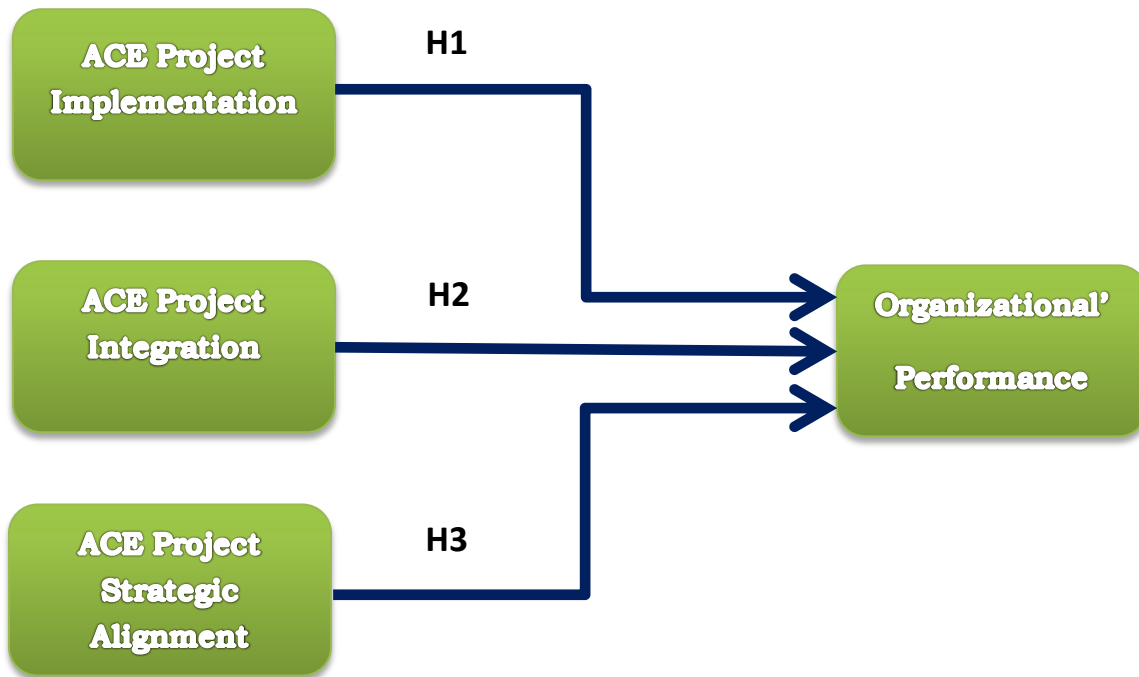 ACE Project
Implementation
H1
ACE Project
Integration
H2
Organizational’
Performance
ACE Project
Strategic
Alignment
H3